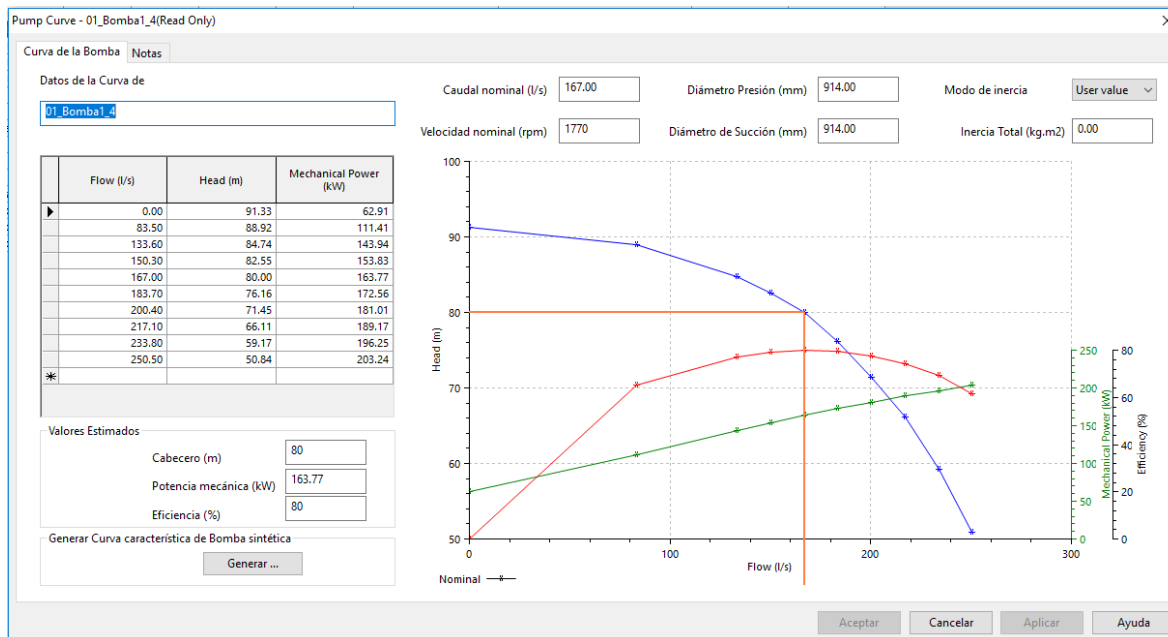 Pump Curve - 01_Bomba1_4(Read Only)
Curva de la Bomba Notas
Datos de la Curva de
01_Bomba1_4
Caudal nominal (l/s) 167.00 Diámetro Presión (mm) 914.00 Modo de inercia User value
Velocidad nominal (rpm) 1770 Diámetro de Succión (mm) 914.00 Inercia Total (kg.m2) 0.00
Flow (l/s) Head (m) Mechanical Power (kW)
0.00 91.33 62.91
83.50 88.92 111.41
133.60 84.74 143.94
150.30 82.55 153.83
167.00 80.00 163.77
183.70 76.16 172.56
200.40 71.45 181.01
217.10 66.11 189.17
233.80 59.17 196.25
250.50 50.84 203.24
Valores Estimados
Cabecero (m) 80
Potencia mecánica (kW) 163.77
Eficiencia (%) 80
Generar Curva característica de Bomba sintética
Generar ...
Head (m)
100
90
80
70
60
50
0 100 200 300
Flow (l/s)
Nominal
Mechanical Power (kW)
250
200
150
100
50
0
Efficiency (%)
80
60
40
20
0
Aceptar Cancelar Aplicar Ayuda